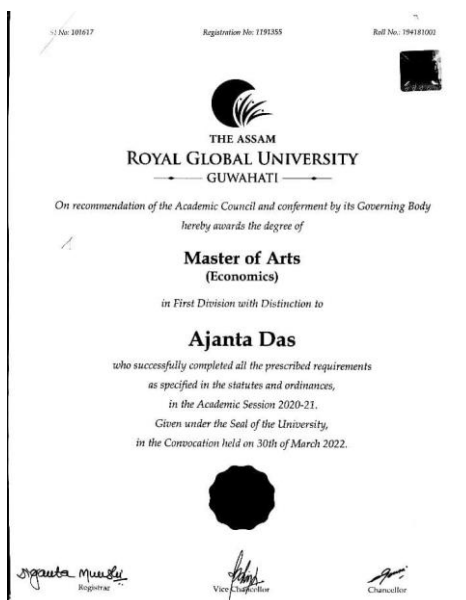 No: 101617 Registration No: 1191355 Roll No.: 194181001
THE ASSAM
ROYAL GLOBAL UNIVERSITY
GUWAHATI
On recommendation of the Academic Council and conferment by its Governing Body
hereby awards the degree of
Master of Arts
(Economics)
in First Division with Distinction to
Ajanta Das
who successfully completed all the prescribed requirements
as specified in the statutes and ordinances,
in the Academic Session 2020-21.
Given under the Seal of the University,
in the Convocation held on 30th of March 2022.
Registrar Vice Chancellor Chancellor